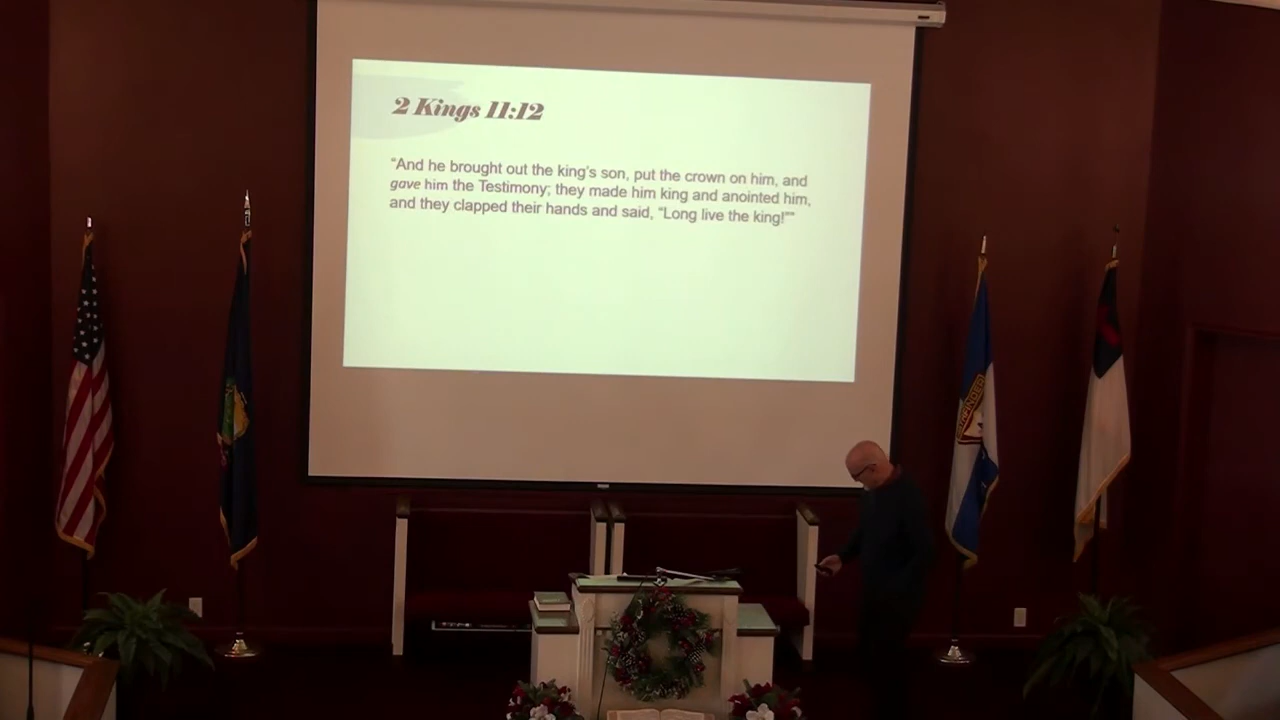 2 Kings 11:12
“And he brought out the king’s son, put the crown on him, and
gave him the Testimony; they made him king and anointed him,
and they clapped their hands and said, “Long live the king!””